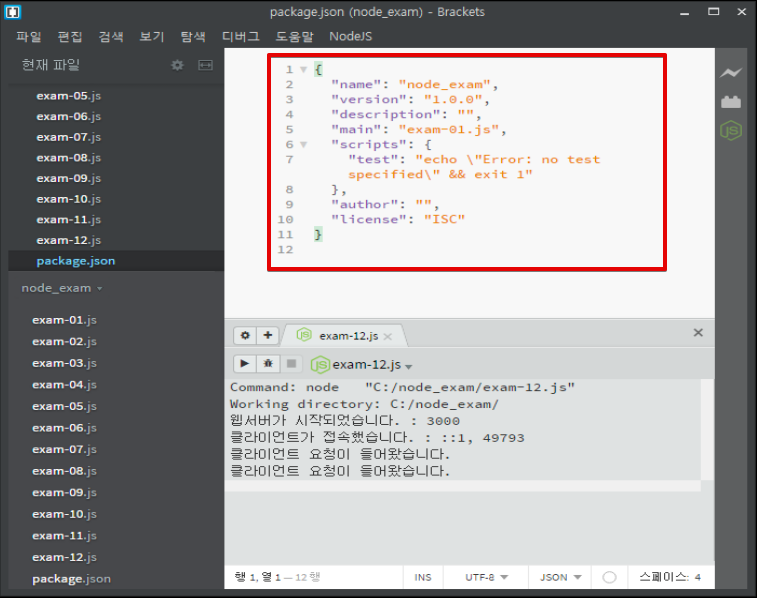 package.json (node_exam) - Brackets
파일 편집 검색 보기 탐색 디버그 도움말 NodeJS
현재 파일
exam-05.js
exam-06.js
exam-07.js
exam-08.js
exam-09.js
exam-10.js
exam-11.js
exam-12.js
package.json
node_exam
exam-01.js
exam-02.js
exam-03.js
exam-04.js
exam-05.js
exam-06.js
exam-07.js
exam-08.js
exam-09.js
exam-10.js
exam-11.js
exam-12.js
package.json
1 {
2 "name": "node_exam",
3 "version": "1.0.0",
4 "description": "",
5 "main": "exam-01.js",
6 "scripts": {
7 "test": "echo \"Error: no test
specified\" && exit 1"
8 },
9 "author": "",
10 "license": "ISC"
11 }
12
JS exam-12.js
JS exam-12.js
Command: node "C:/node_exam/exam-12.js"
Working directory: C:/node_exam/
웹서버가 시작되었습니다. : 3000
클라이언트가 접속했습니다. : ::1, 49793
클라이언트 요청이 들어왔습니다.
클라이언트 요청이 들어왔습니다.
행 1, 열 1 — 12 행 INS UTF-8 JSON 스페이스: 4
JS